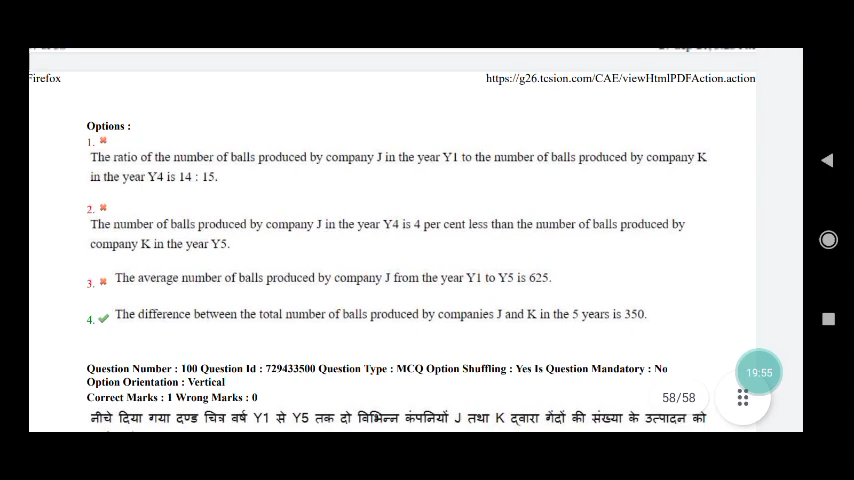 Firefox
https://g26.tcsion.com/CAE/viewHtmlPDFAction.action
Options :
1.
The ratio of the number of balls produced by company J in the year Y1 to the number of balls produced by company K
in the year Y4 is 14 : 15.
2.
The number of balls produced by company J in the year Y4 is 4 per cent less than the number of balls produced by
company K in the year Y5.
3. The average number of balls produced by company J from the year Y1 to Y5 is 625.
4. The difference between the total number of balls produced by companies J and K in the 5 years is 350.
Question Number : 100 Question Id : 729433500 Question Type : MCQ Option Shuffling : Yes Is Question Mandatory : No
Option Orientation : Vertical
Correct Marks : 1 Wrong Marks : 0
19:55
58/58
नीचे दिया गया दण्ड चित्र वर्ष Y1 से Y5 तक दो विभिन्न कंपनियों J तथा K द्वारा गेंदों की संख्या के उत्पादन को